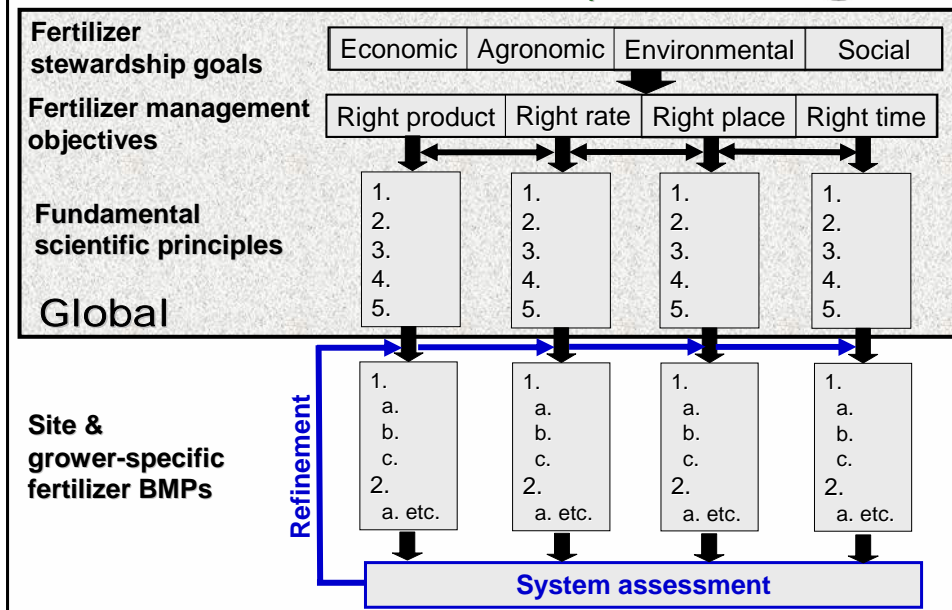 Fertilizer
stewardship goals
Economic Agronomic Environmental Social
Fertilizer management
objectives
Right product Right rate Right place Right time
Fundamental
scientific principles
1. 1. 1. 1.
2. 2. 2. 2.
3. 3. 3. 3.
4. 4. 4. 4.
5. 5. 5. 5.
Global
Site &
grower-specific
fertilizer BMPs
Refinement
1. 1. 1. 1.
a. a. a. a.
b. b. b. b.
c. c. c. c.
2. 2. 2. 2.
a. etc. a. etc. a. etc. a. etc.
System assessment